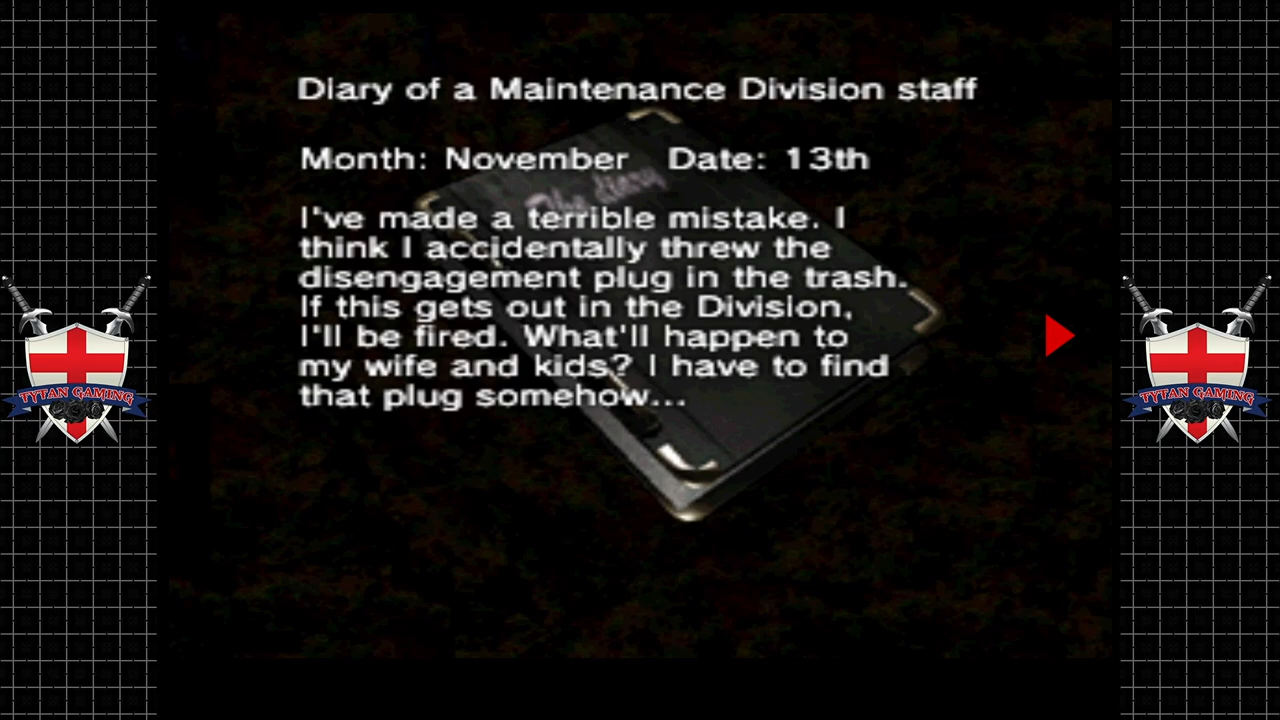 Diary of a Maintenance Division staff
Month: November Date: 13th
I've made a terrible mistake. I
think I accidentally threw the
disengagement plug in the trash.
If this gets out in the Division,
I'll be fired. What'll happen to
my wife and kids? I have to find
that plug somehow...
TYTAN GAMING
TYTAN GAMING